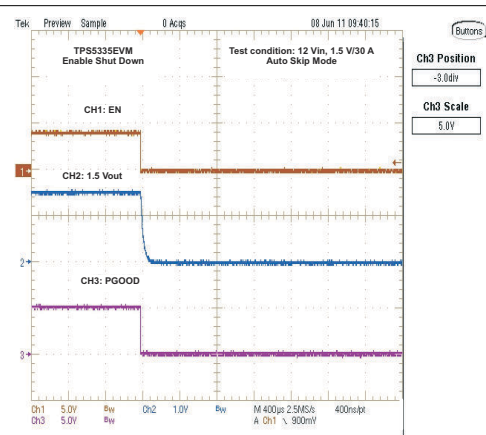 Tek Preview Sample 0 Acqs 08 Jun 11 09:40:15
Buttons
TPS5335EVM
Enable Shut Down
Test condition: 12 Vin, 1.5 V/30 A
Auto Skip Mode
Ch3 Position
-3.0div
Ch3 Scale
5.0V
CH1: EN
1
CH2: 1.5 Vout
2
CH3: PGOOD
3
Ch1 5.0V Bw Ch2 1.0V Bw M 400µs 2.5MS/s 400ns/pt
Ch3 5.0V Bw A Ch1 \ 900mV